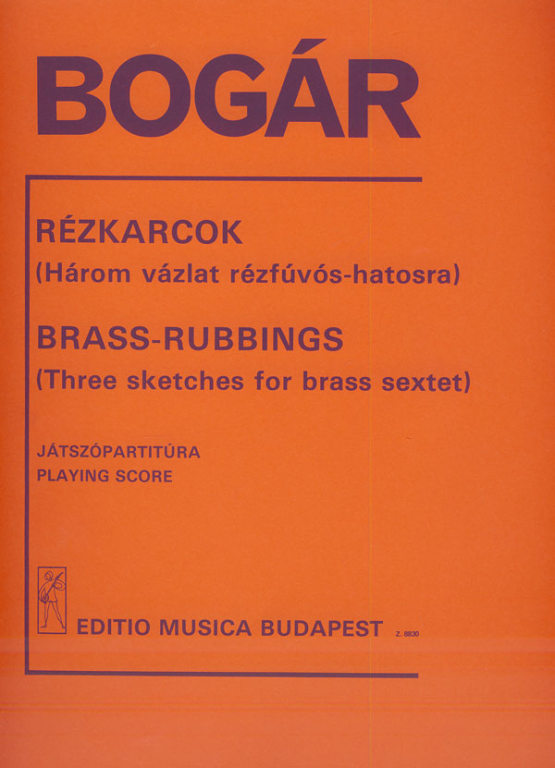 BOGÁR
RÉZKARCOK
(Három vázlat rézfúvós-hatosra)
BRASS-RUBBINGS
(Three sketches for brass sextet)
JÁTSZÓPARTITÚRA
PLAYING SCORE
EDITIO MUSICA BUDAPEST Z. 8830